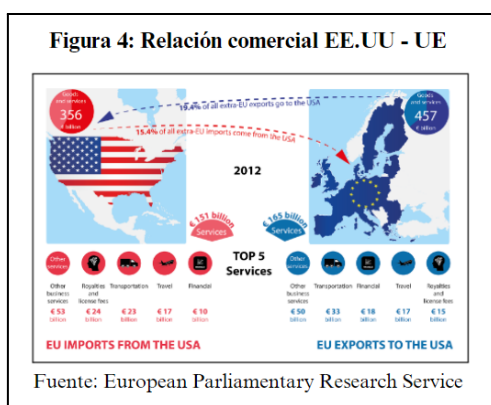 Figura 4: Relación comercial EE.UU - UE
Goods and services
356
€ billion
19.4% of all extra-EU exports go to the USA
Goods and services
457
€ billion
15.4% of all extra-EU imports come from the USA
2012
€ 151 billion
Services
€ 165 billion
Services
TOP 5
Services
Other services
Other business services
€ 53
billion
Royalties and license fees
€ 24
billion
Transportation
€ 23
billion
Travel
€ 17
billion
Financial
€ 10
billion
Other services
Other business services
€ 50
billion
Transportation
€ 33
billion
Financial
€ 18
billion
Travel
€ 17
billion
Royalties and license fees
€ 15
billion
EU IMPORTS FROM THE USA
EU EXPORTS TO THE USA
Fuente: European Parliamentary Research Service